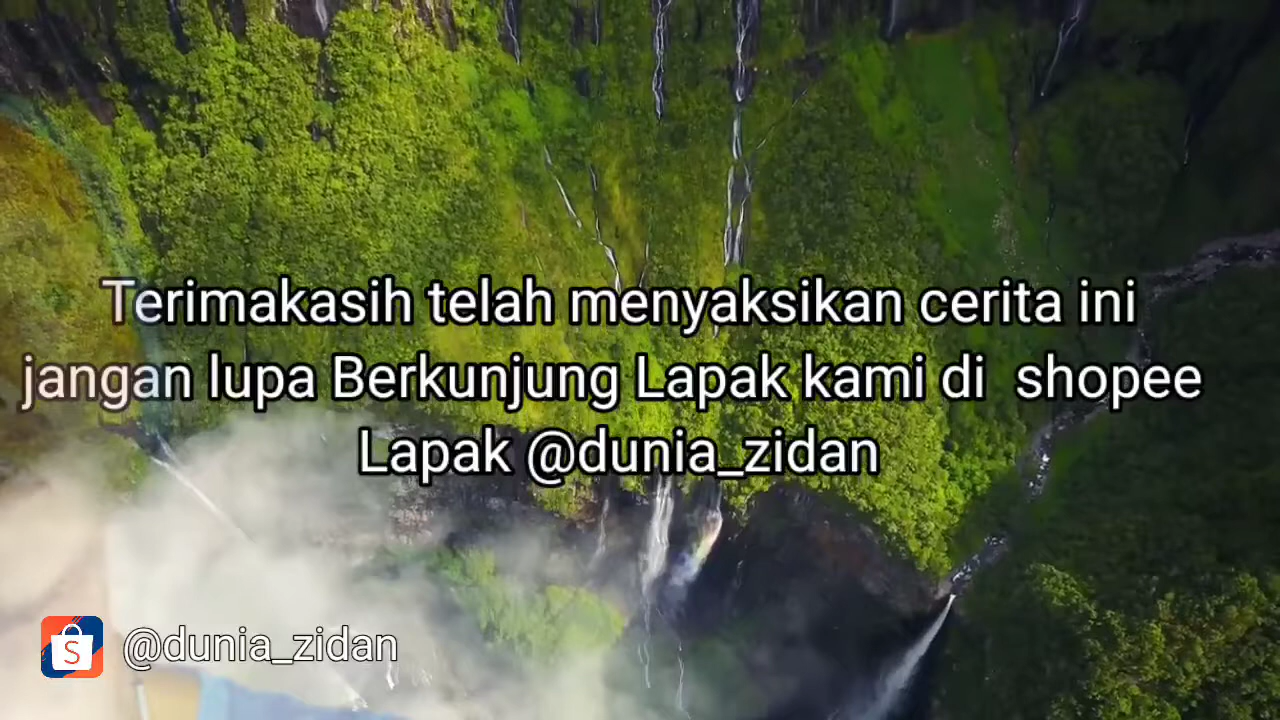 Terimakasih telah menyaksikan cerita ini
jangan lupa Berkunjung Lapak kami di  shopee
Lapak @dunia_zidan
@dunia_zidan